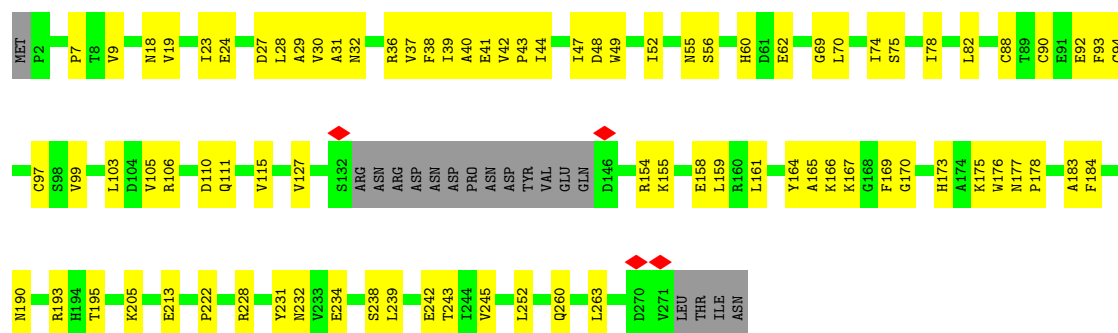 MET P2 P7 T8 V9 N18 V19 I23 E24 D27 L28 A29 V30 A31 N32 R36 V37 F38 I39 A40 E41 V42 P43 I44 I47 D48 W49 I52 N55 S56 H60 D61 E62 G69 L70 I74 S75 I78 L82 C88 T89 C90 E91 E92 F93 C94
C97 S98 V99 L103 D104 V105 R106 D110 Q111 V115 V127 S132 ARG ASN ARG ASP ASN ASP PRO ASN ASP TYR VAL GLU GLN D146 R154 K155 E158 L159 R160 L161 Y164 A165 K166 K167 G168 F169 G170 H173 A174 K175 W176 N177 P178 A183 F184
N190 R193 H194 T195 K205 E213 P222 R228 Y231 N232 V233 E234 S238 L239 E242 T243 I244 V245 L252 Q260 L263 D270 V271 LEU THR ILE ASN